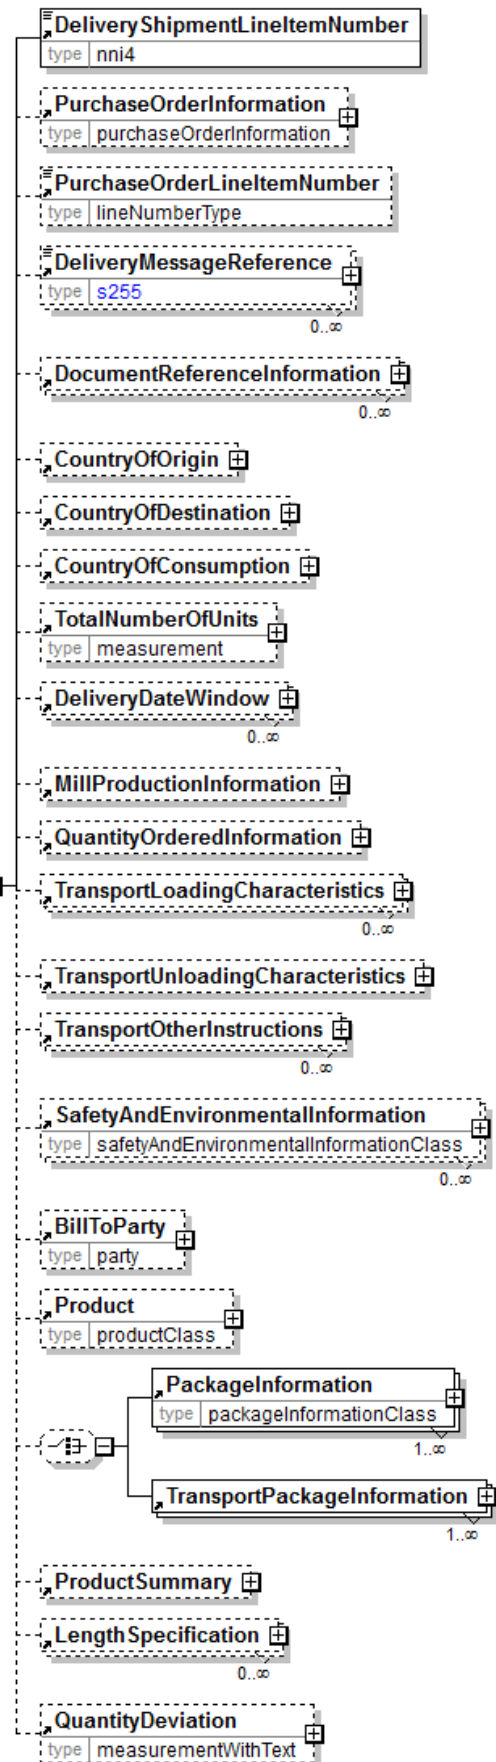 DeliveryShipmentLineItemNumber
type nni4
PurchaseOrderInformation
type purchaseOrderInformation
PurchaseOrderLineItemNumber
type lineNumberType
DeliveryMessageReference
type s255
0..∞
DocumentReferenceInformation
0..∞
CountryOfOrigin
CountryOfDestination
CountryOfConsumption
TotalNumberOfUnits
type measurement
DeliveryDateWindow
0..∞
MillProductionInformation
QuantityOrderedInformation
TransportLoadingCharacteristics
0..∞
TransportUnloadingCharacteristics
TransportOtherInstructions
0..∞
SafetyAndEnvironmentalInformation
type safetyAndEnvironmentalInformationClass
0..∞
BillToParty
type party
Product
type productClass
PackageInformation
type packageInformationClass
1..∞
TransportPackageInformation
1..∞
ProductSummary
LengthSpecification
0..∞
QuantityDeviation
type measurementWithText